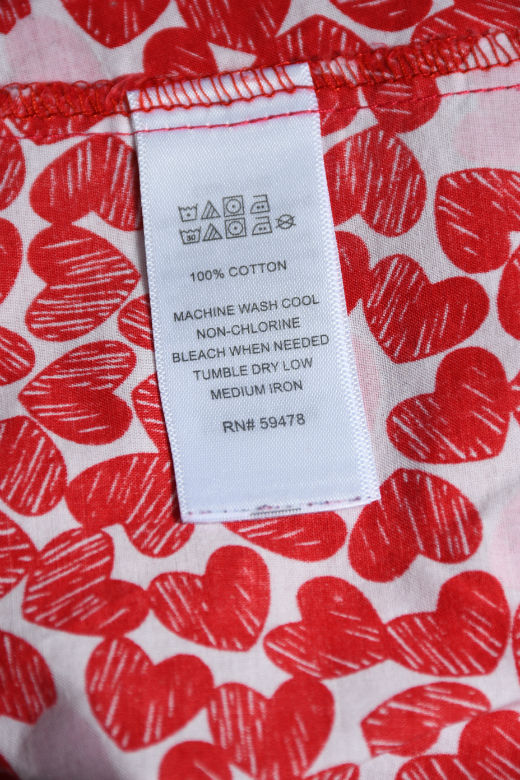 100% COTTON
MACHINE WASH COOL
NON-CHLORINE
BLEACH WHEN NEEDED
TUMBLE DRY LOW
MEDIUM IRON
RN# 59478